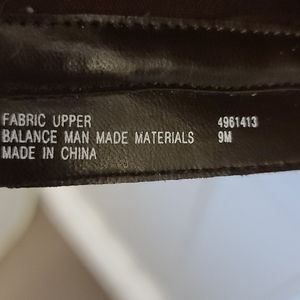 FABRIC UPPER 4961413
BALANCE MAN MADE MATERIALS 9M
MADE IN CHINA